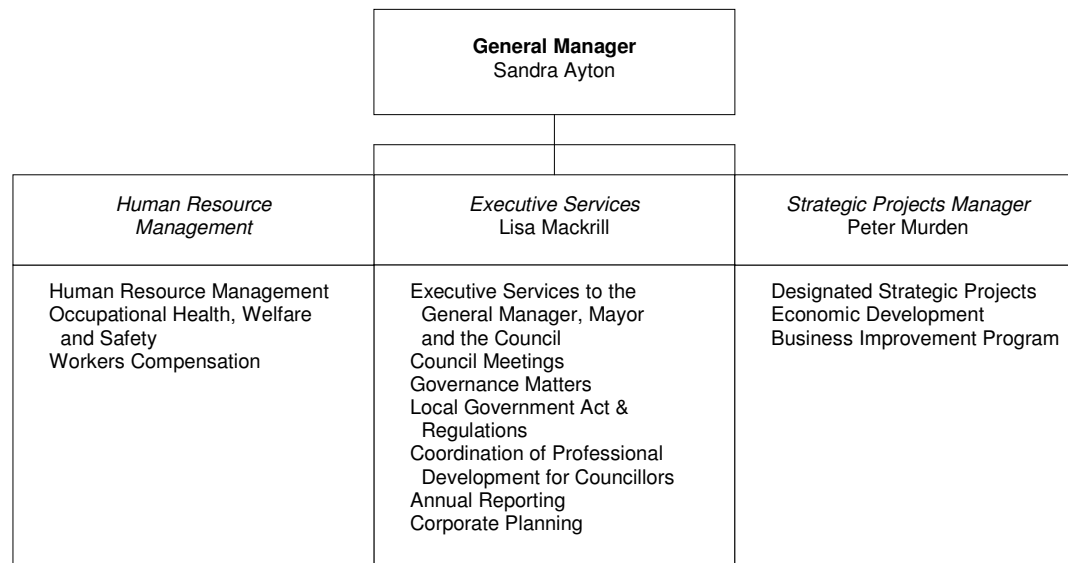 General Manager
Sandra Ayton
Human Resource
Management
Executive Services
Lisa Mackrill
Strategic Projects Manager
Peter Murden
Human Resource Management
Occupational Health, Welfare
and Safety
Workers Compensation
Executive Services to the
General Manager, Mayor
and the Council
Council Meetings
Governance Matters
Local Government Act &
Regulations
Coordination of Professional
Development for Councillors
Annual Reporting
Corporate Planning
Designated Strategic Projects
Economic Development
Business Improvement Program